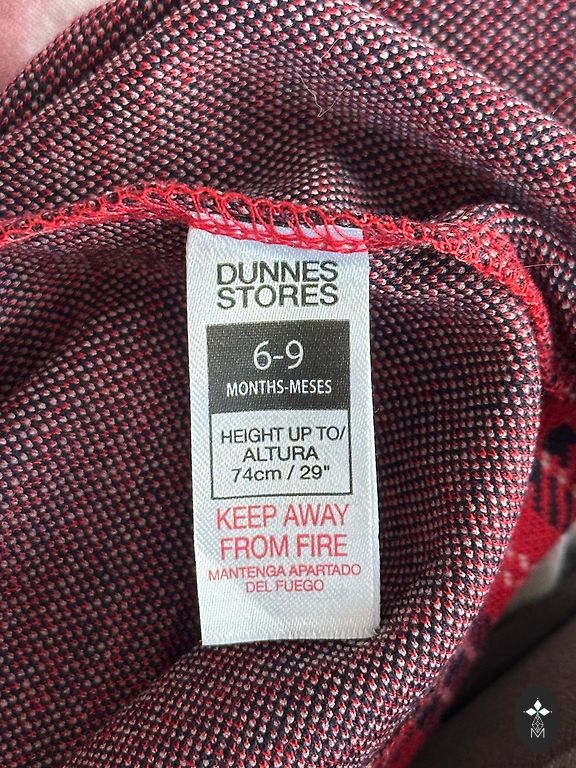 DUNNES
STORES
6-9
MONTHS-MESES
HEIGHT UP TO/
ALTURA
74cm / 29"
KEEP AWAY
FROM FIRE
MANTENGA APARTADO
DEL FUEGO
M